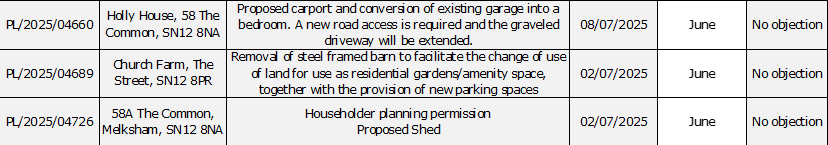 PL/2025/04660 Holly House, 58 The Common, SN12 8NA Proposed carport and conversion of existing garage into a bedroom. A new road access is required and the graveled driveway will be extended. 08/07/2025 June No objection
PL/2025/04689 Church Farm, The Street, SN12 8PR Removal of steel framed barn to facilitate the change of use of land for use as residential gardens/amenity space, together with the provision of new parking spaces 02/07/2025 June No objection
PL/2025/04726 58A The Common, Melksham, SN12 8NA Householder planning permission Proposed Shed 02/07/2025 June No objection